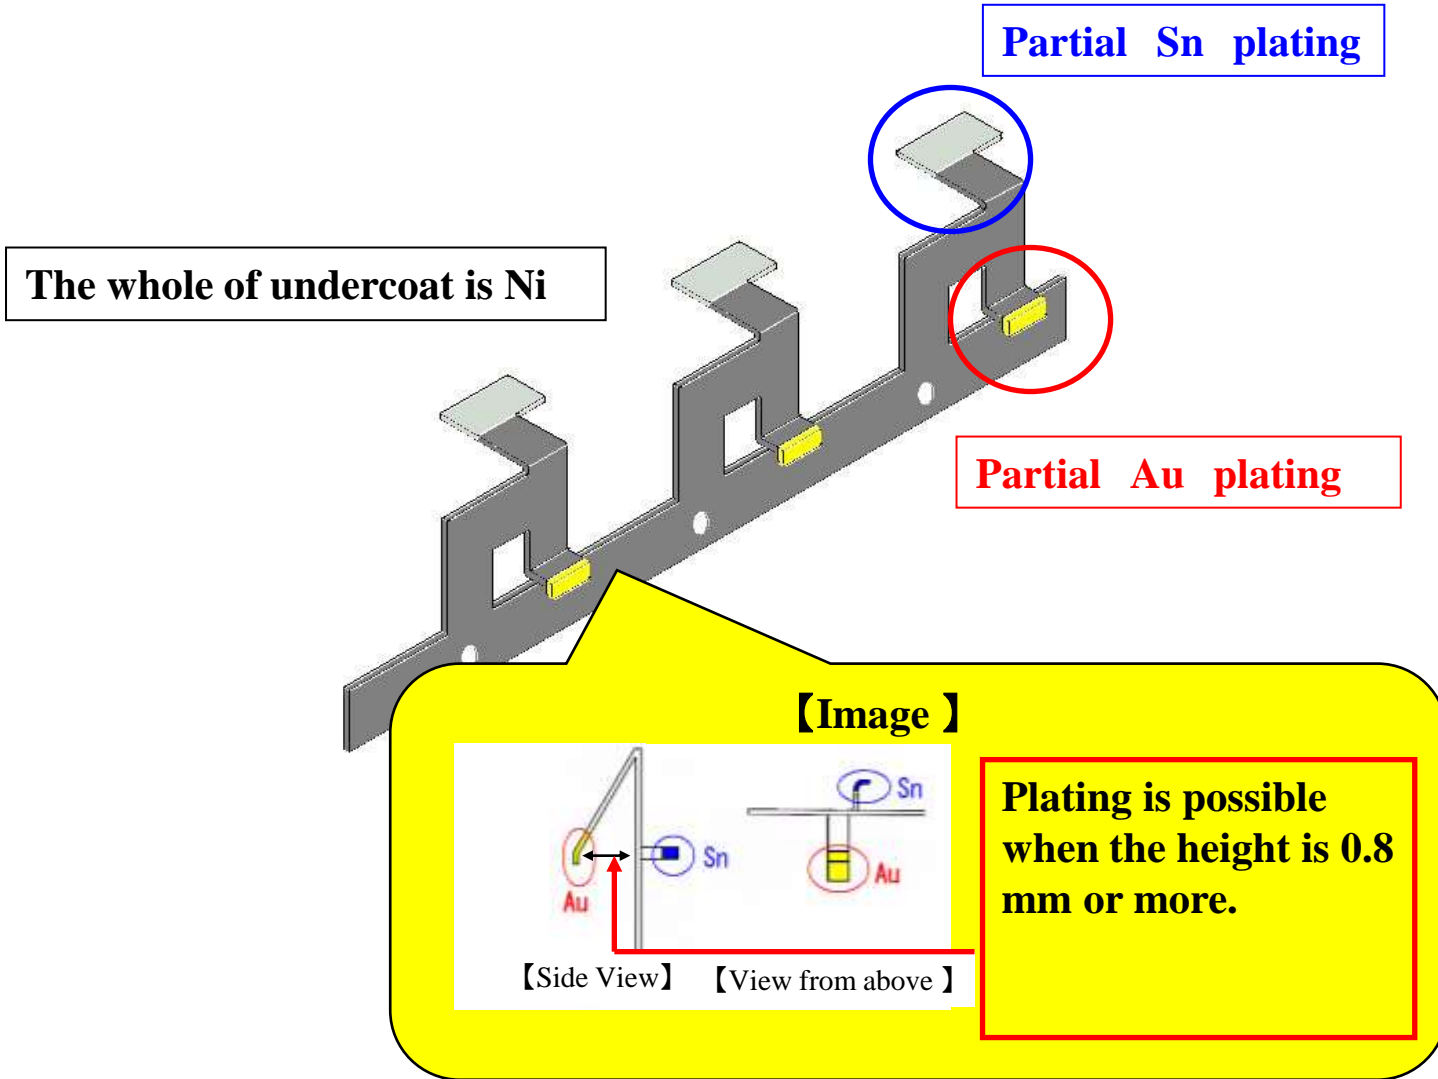 Partial Sn plating
The whole of undercoat is Ni
Partial Au plating
【Image 】
Sn
Au
Sn
Au
【Side View】 【View from above 】
Plating is possible
when the height is 0.8
mm or more.